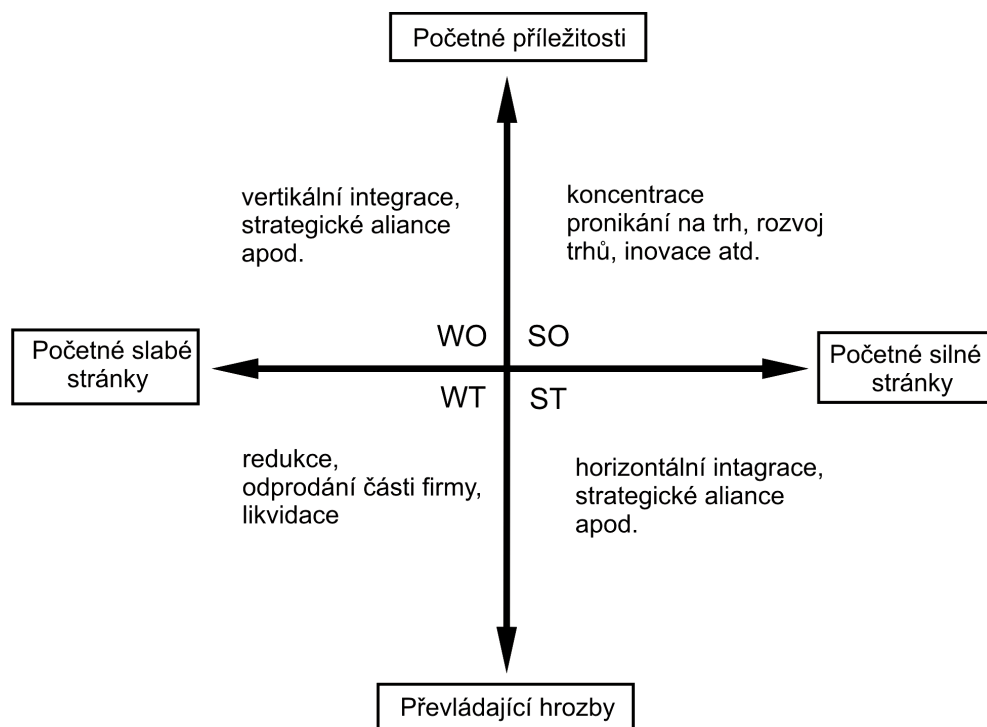 Početné příležitosti
vertikální integrace,
strategické aliance
apod.
koncentrace
pronikání na trh, rozvoj
trhů, inovace atd.
WO
SO
Početné slabé
stránky
Početné silné
stránky
WT
ST
redukce,
odprodání části firmy,
likvidace
horizontální intagrace,
strategické aliance
apod.
Převládající hrozby